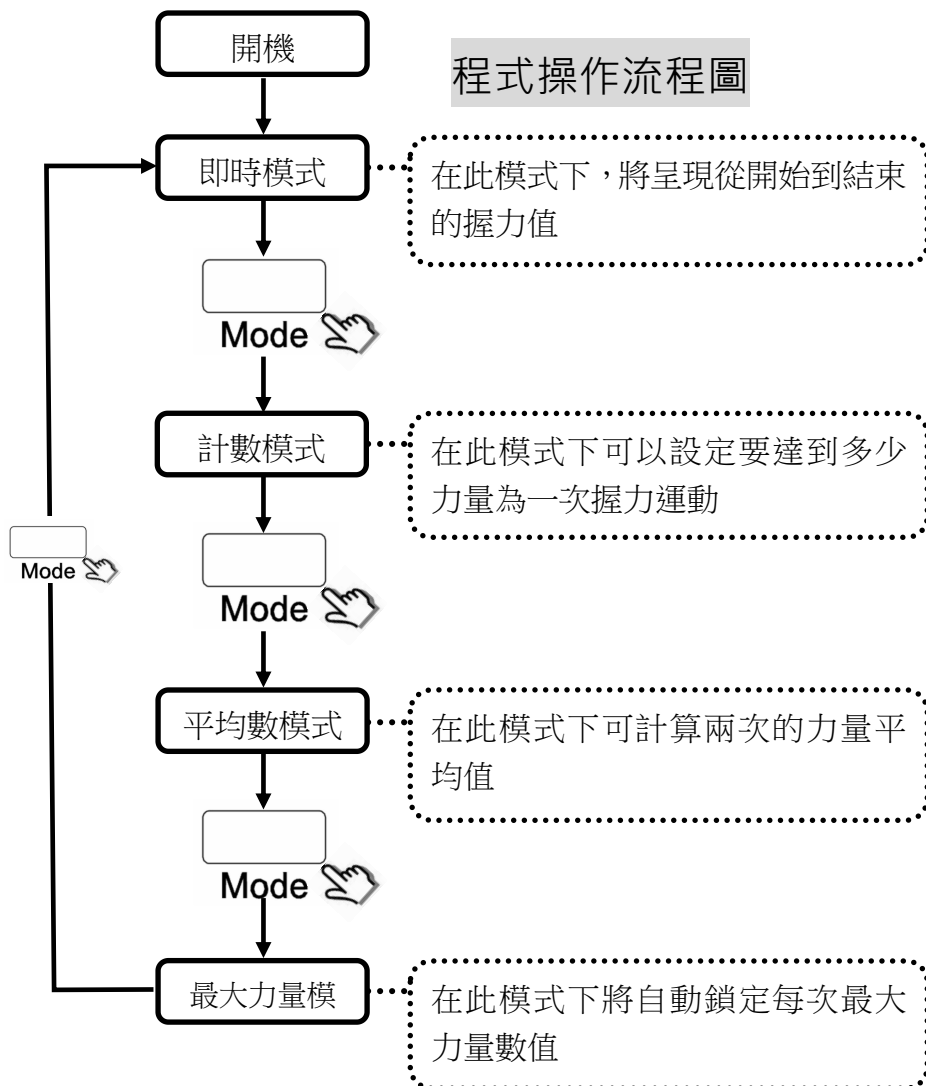 開機
程式操作流程圖
即時模式
在此模式下，將呈現從開始到結束
的握力值
Mode
計數模式
在此模式下可以設定要達到多少
力量為一次握力運動
Mode
Mode
平均數模式
在此模式下可計算兩次的力量平
均值
Mode
最大力量模
在此模式下將自動鎖定每次最大
力量數值